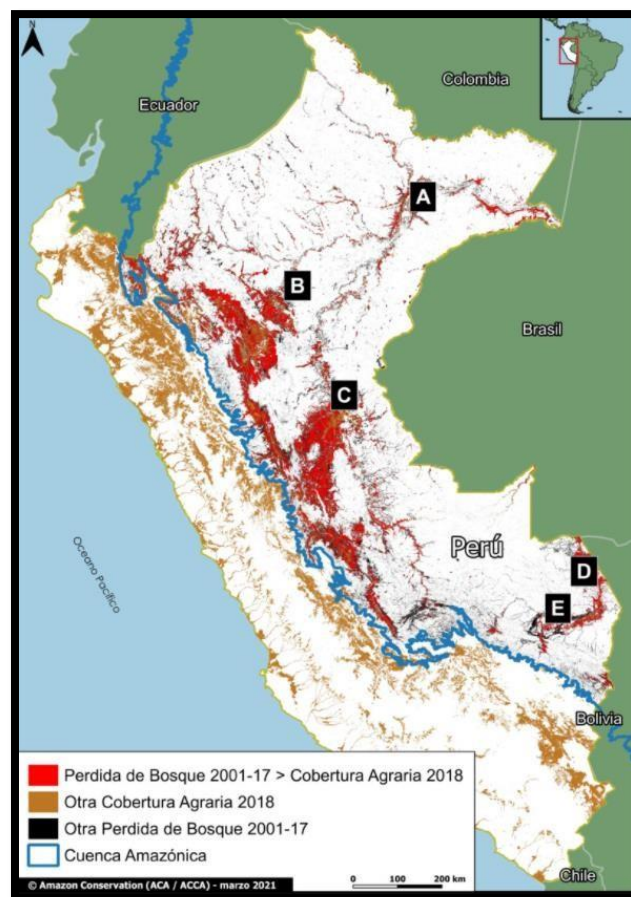 N
Colombia
Ecuador
A
B
Brasil
C
Perú
D
E
Oceano Pacífico
Bolivia
Perdida de Bosque 2001-17 > Cobertura Agraria 2018
Otra Cobertura Agraria 2018
Otra Perdida de Bosque 2001-17
Cuenca Amazónica
Chile
© Amazon Conservation (ACA / ACCA) - marzo 2021
0 100 200 km